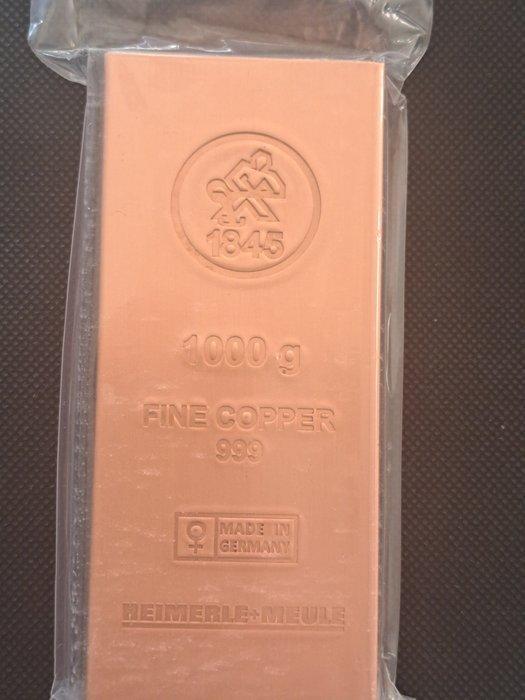 1845
1000 g
FINE COPPER
999
MADE IN
GERMANY
HEIMERLE+MEULE